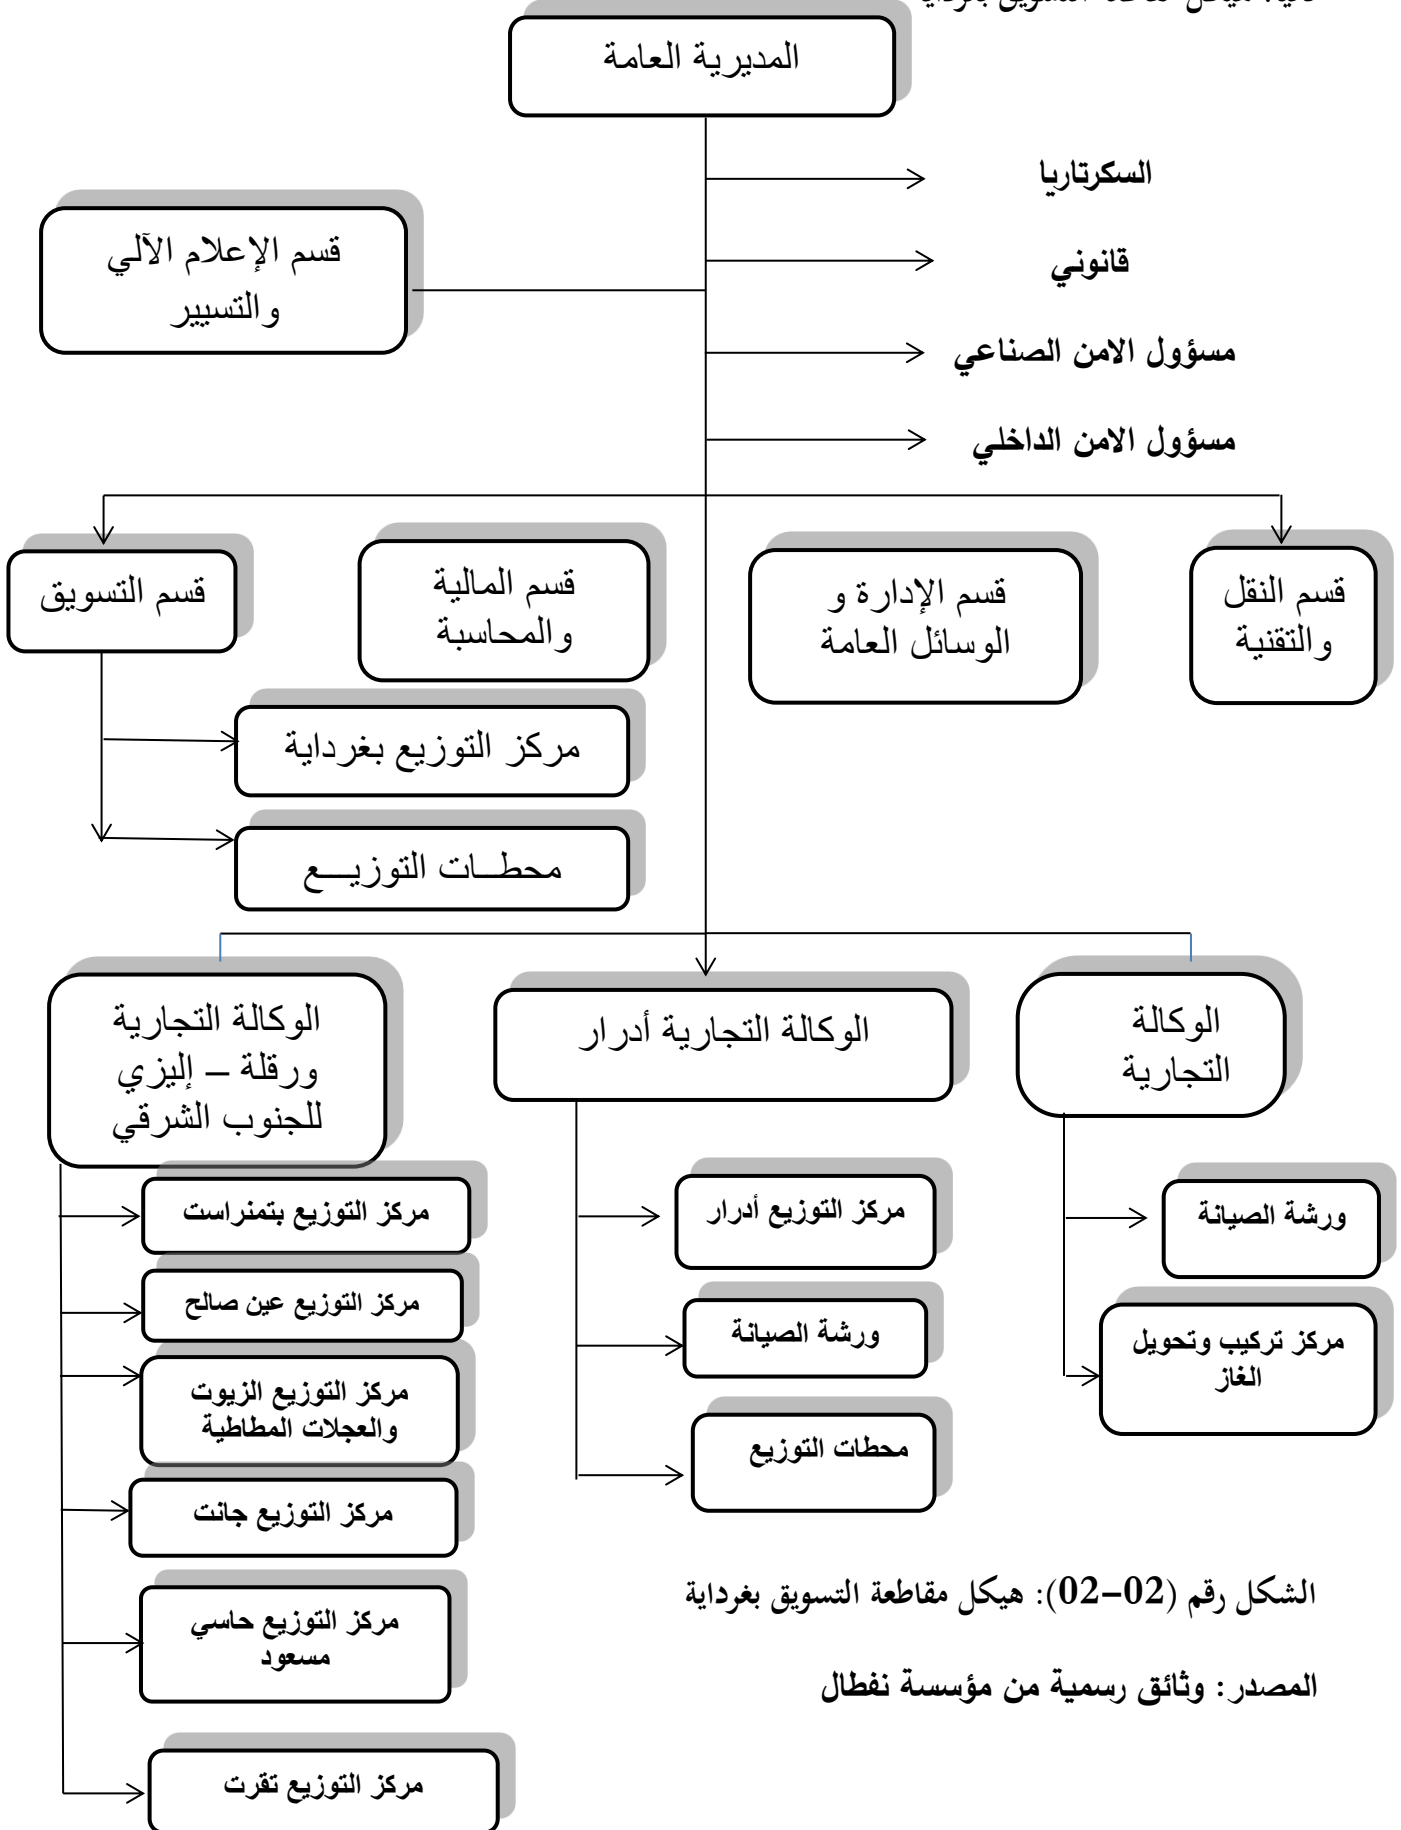 المديرية العامة
السكرتاريا
قانوني
قسم الإعلام الآلي
والتسيير
مسؤول الامن الصناعي
مسؤول الامن الداخلي
قسم النقل
والتقنية
قسم الإدارة و
الوسائل العامة
قسم المالية
والمحاسبة
قسم التسويق
مركز التوزيع بغرداية
محطــات التوزيــــع
الوكالة
التجارية
الوكالة التجارية أدرار
الوكالة التجارية
ورقلة – إليزي
للجنوب الشرقي
ورشة الصيانة
مركز تركيب وتحويل
الغاز
مركز التوزيع أدرار
ورشة الصيانة
محطات التوزيع
مركز التوزيع بتمنراست
مركز التوزيع عين صالح
مركز التوزيع الزيوت
والعجلات المطاطية
مركز التوزيع جانت
مركز التوزيع حاسي
مسعود
مركز التوزيع تقرت
الشكل رقم (02-02): هيكل مقاطعة التسويق بغرداية
المصدر: وثائق رسمية من مؤسسة نفطال